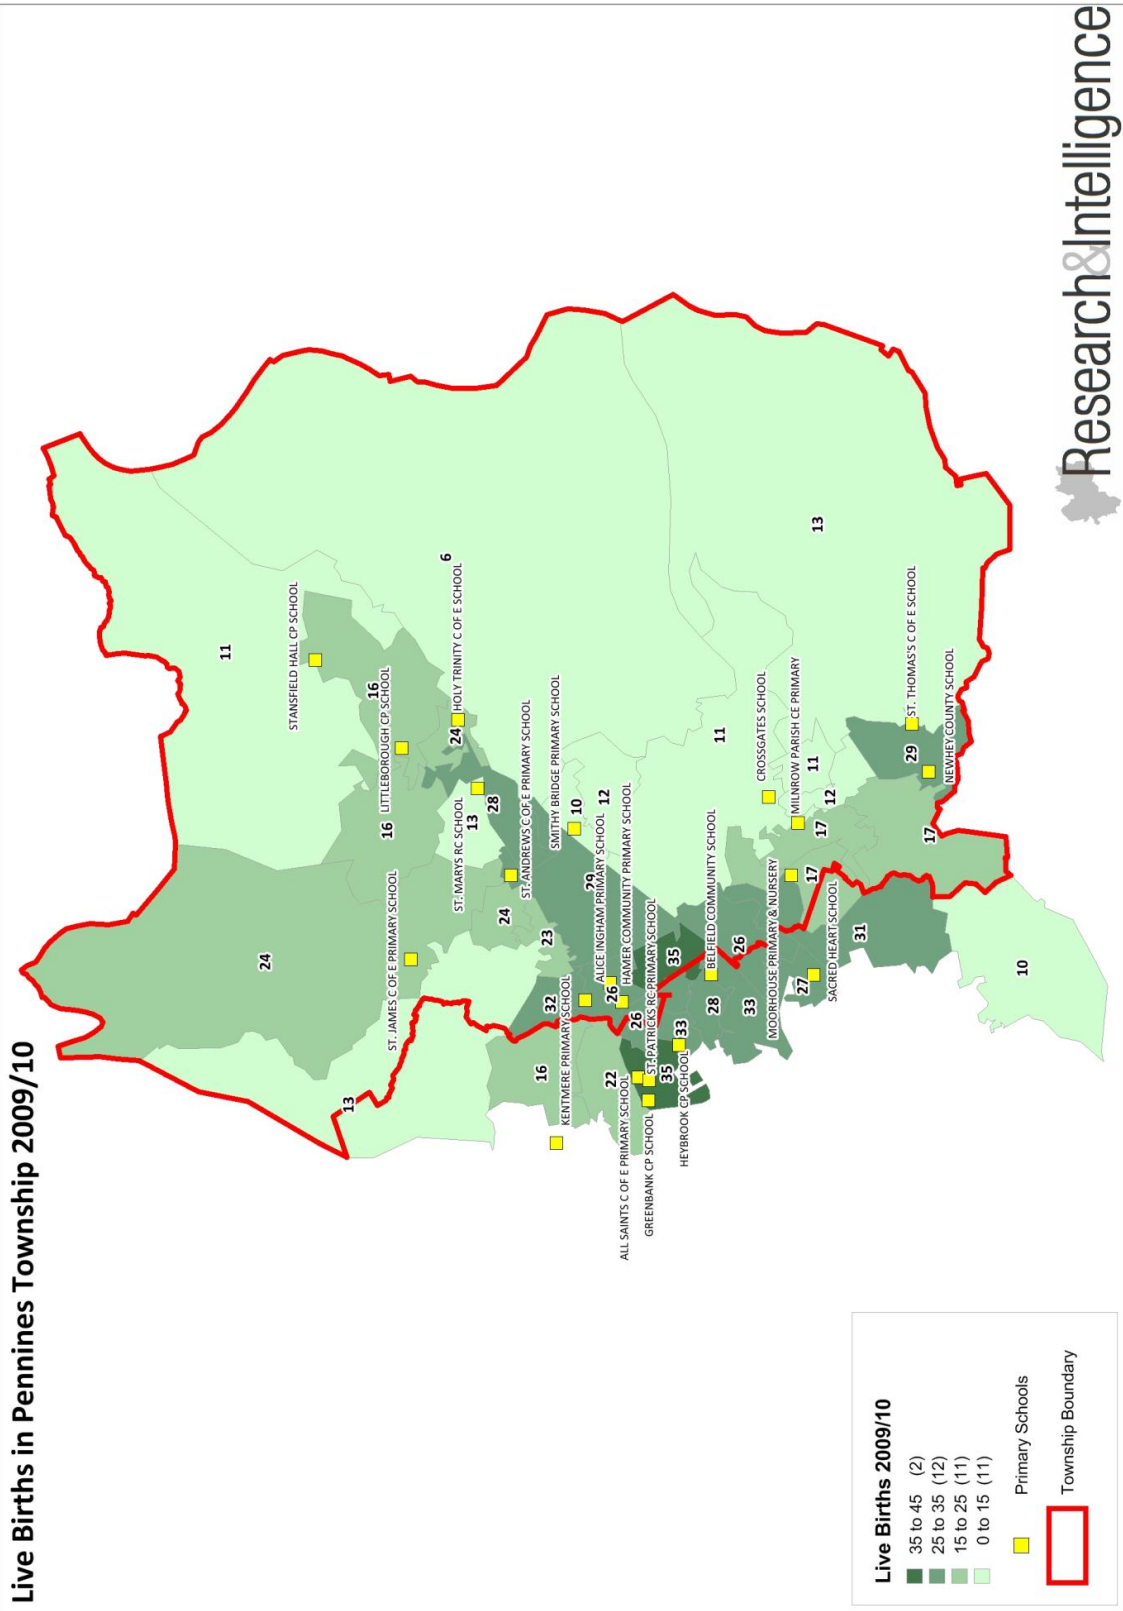 Live Births in Pennines Township 2009/10
11
STANSFIELD HALL CP SCHOOL
16
LITTLEBOROUGH CP SCHOOL
16
6
HOLY TRINITY C OF E SCHOOL
24
24
ST. JAMES C OF E PRIMARY SCHOOL
28
13
ST. MARYS RC SCHOOL
ST. ANDREWS C OF E PRIMARY SCHOOL
24
13
SMITHY BRIDGE PRIMARY SCHOOL
10
12
23
29
ALICE INGHAM PRIMARY SCHOOL
HAMER COMMUNITY PRIMARY SCHOOL
32
KENTMERE PRIMARY SCHOOL
16
26
26
ST. PATRICKS RC PRIMARY SCHOOL
22
ALL SAINTS C OF E PRIMARY SCHOOL
GREENBANK CP SCHOOL
35
33
HEYBROOK CP SCHOOL
35
BELFIELD COMMUNITY SCHOOL
28
26
33
11
13
CROSSGATES SCHOOL
MILNROW PARISH CE PRIMARY
11
12
17
17
MOORHOUSE PRIMARY & NURSERY
27
SACRED HEART SCHOOL
31
ST. THOMAS'S C OF E SCHOOL
29
NEWHEY COUNTY SCHOOL
17
10
Live Births 2009/10
35 to 45 (2)
25 to 35 (12)
15 to 25 (11)
0 to 15 (11)
Primary Schools
Township Boundary
Research&Intelligence